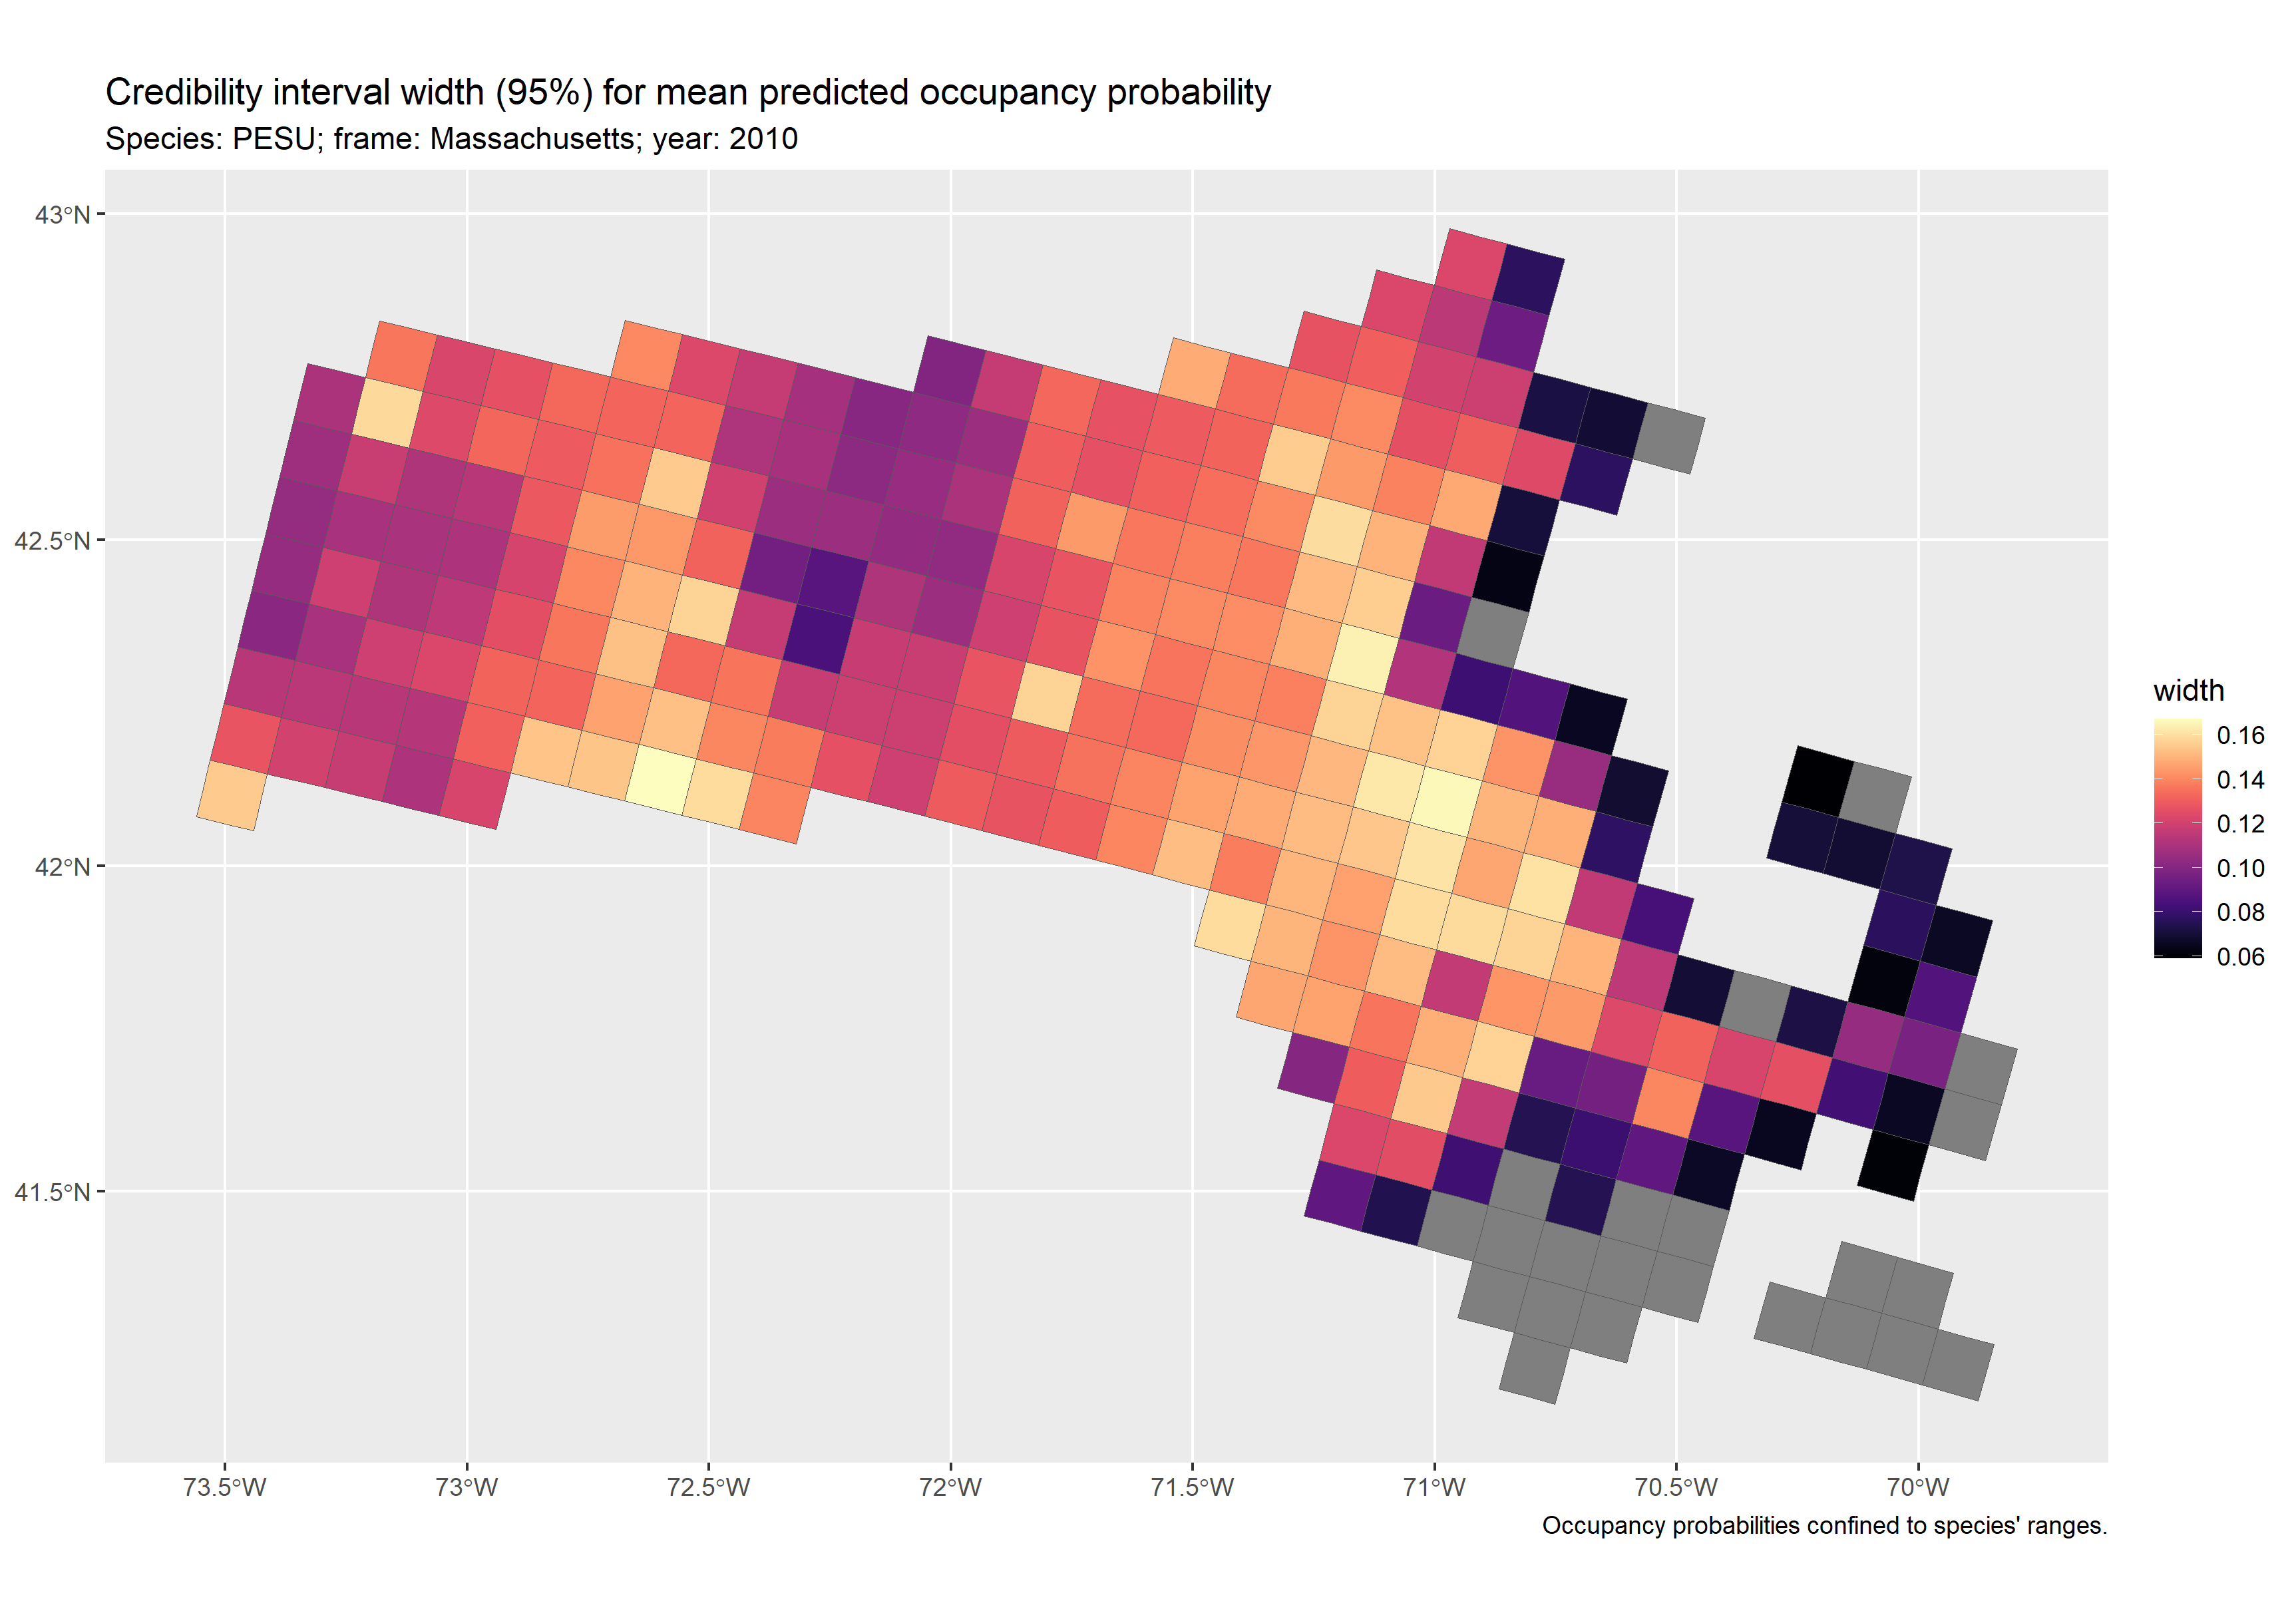 Credibility interval width (95%) for mean predicted occupancy probability
Species: PESU; frame: Massachusetts; year: 2010
43°N
42.5°N
42°N
41.5°N
73.5°W
73°W
72.5°W
72°W
71.5°W
71°W
70.5°W
70°W
width
0.16
0.14
0.12
0.10
0.08
0.06
Occupancy probabilities confined to species' ranges.